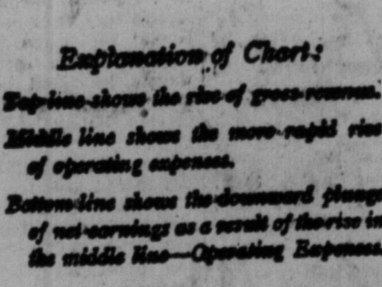 Explanation of Chart:
Top line shows the rise of gross revenue.
Middle line shows the more rapid rise
of operating expenses.
Bottom line shows the downward plunge
of net earnings as a result of the rise in
the middle line—Operating Expenses.